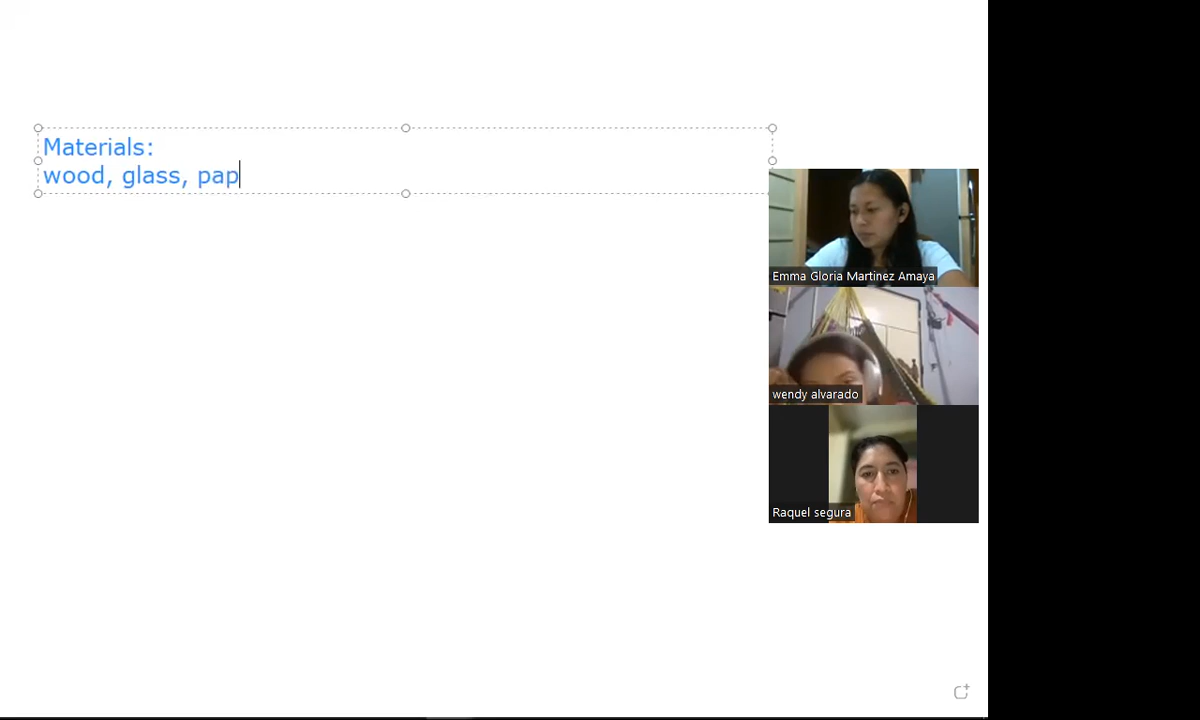 Materials:
wood, glass, pap
Emma Gloria Martinez Amaya
wendy alvarado
Raquel segura